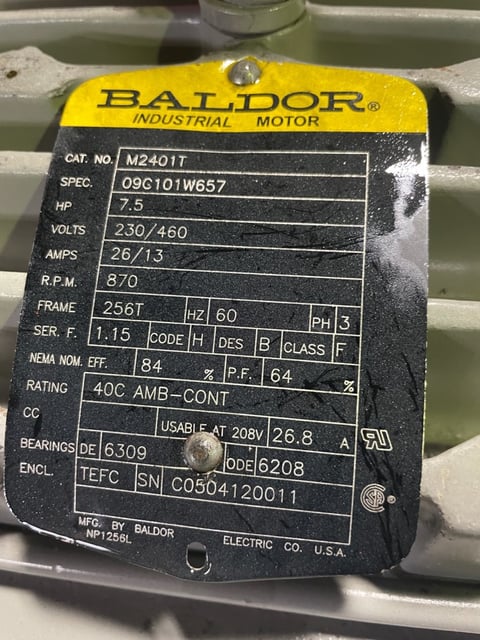 BALDOR®
INDUSTRIAL MOTOR
CAT. NO. M2401T
SPEC. 09C101W657
HP 7.5
VOLTS 230/460
AMPS 26/13
R.P.M. 870
FRAME 256T HZ 60 PH 3
SER. F. 1.15 CODE H DES B CLASS F
NEMA NOM. EFF. 84 % P.F. 64 %
RATING 40C AMB-CONT
CC USABLE AT 208V 26.8 A
BEARINGS DE 6309 ODE 6208
ENCL. TEFC SN C0504120011
MFG. BY BALDOR ELECTRIC CO. U.S.A.
NP1256L